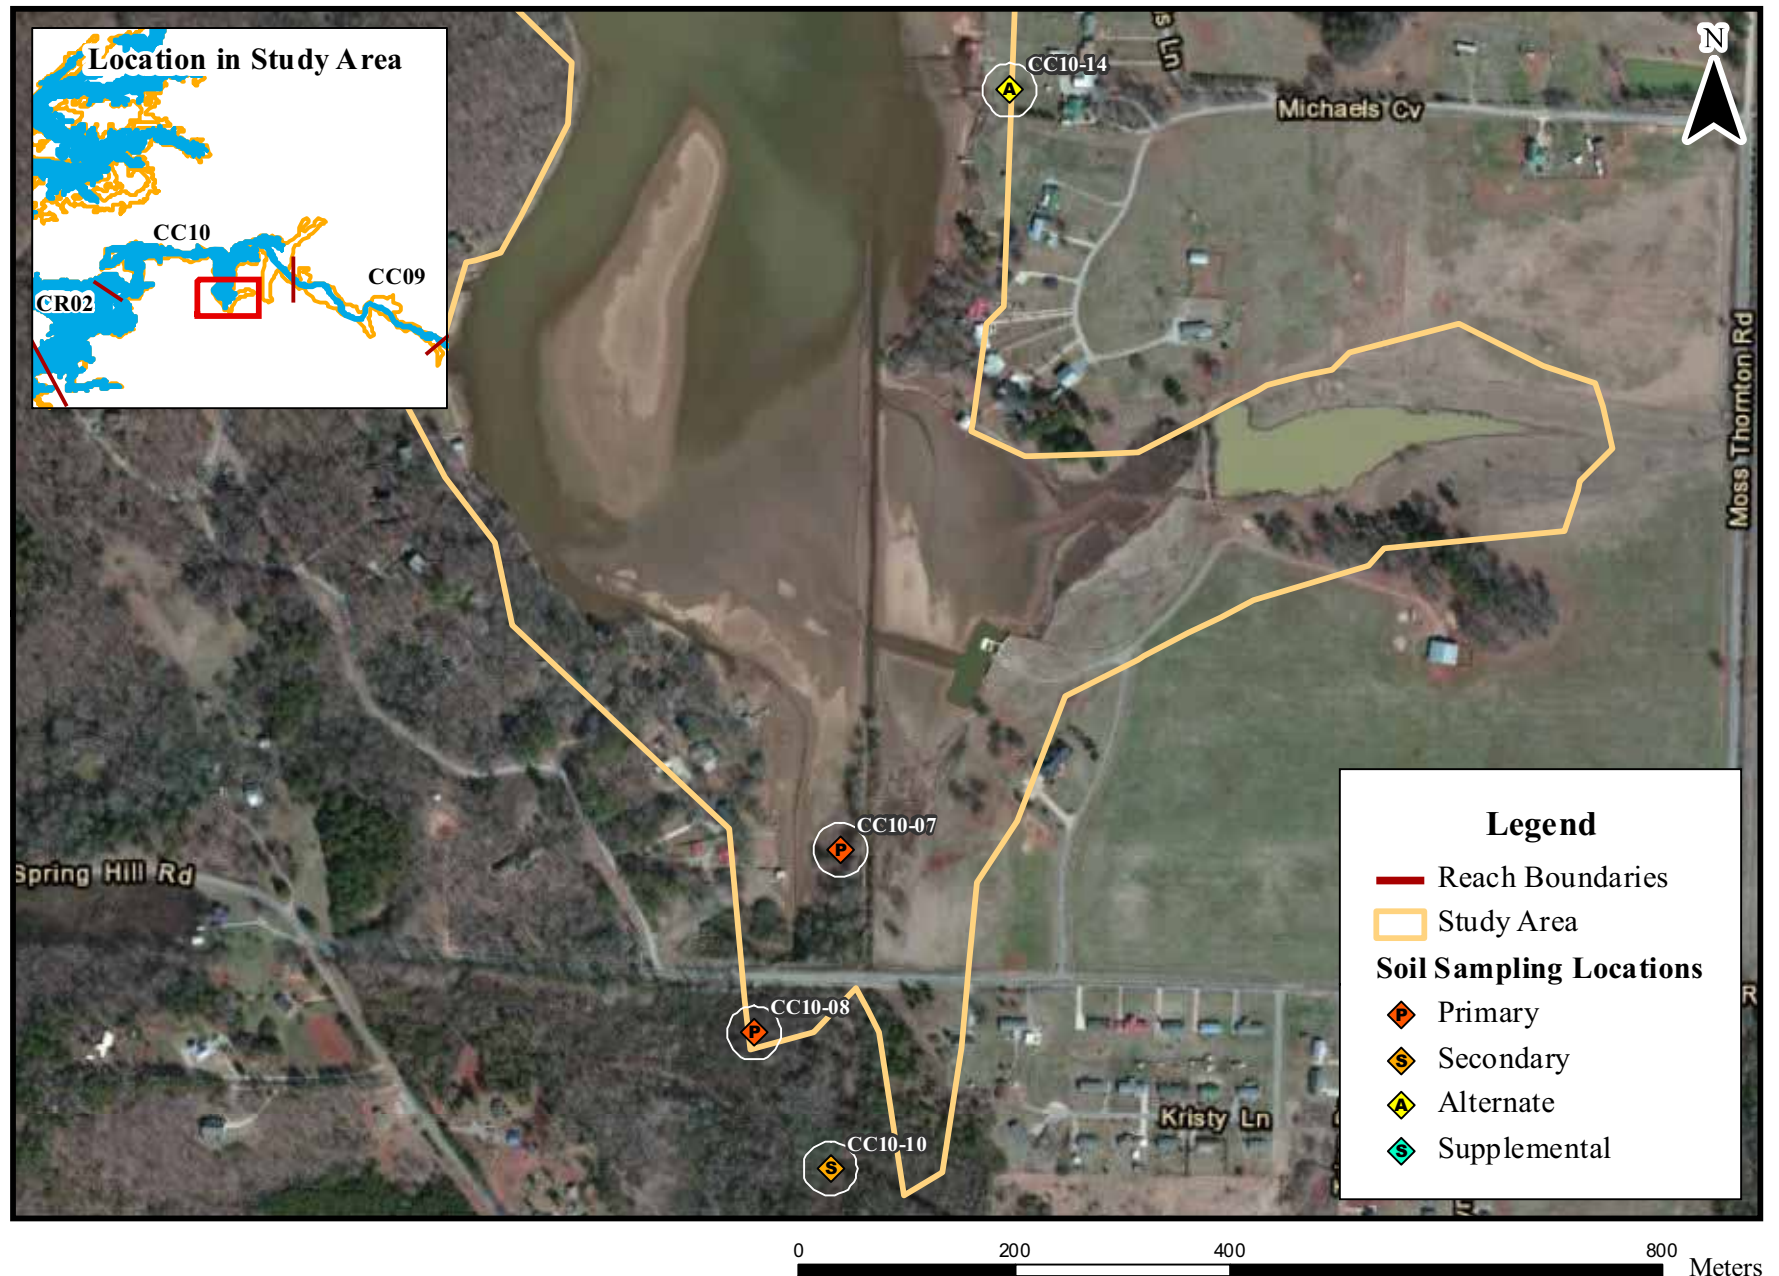 Location in Study Area
CC10
CC09
CR02
s Ln
CC10-14
Michaels Cv
N
Moss Thornton Rd
CC10-07
Spring Hill Rd
CC10-08
CC10-10
Kristy Ln
R
Legend
Reach Boundaries
Study Area
Soil Sampling Locations
P Primary
S Secondary
A Alternate
S Supplemental
A
P
P
S
0 200 400 800
Meters